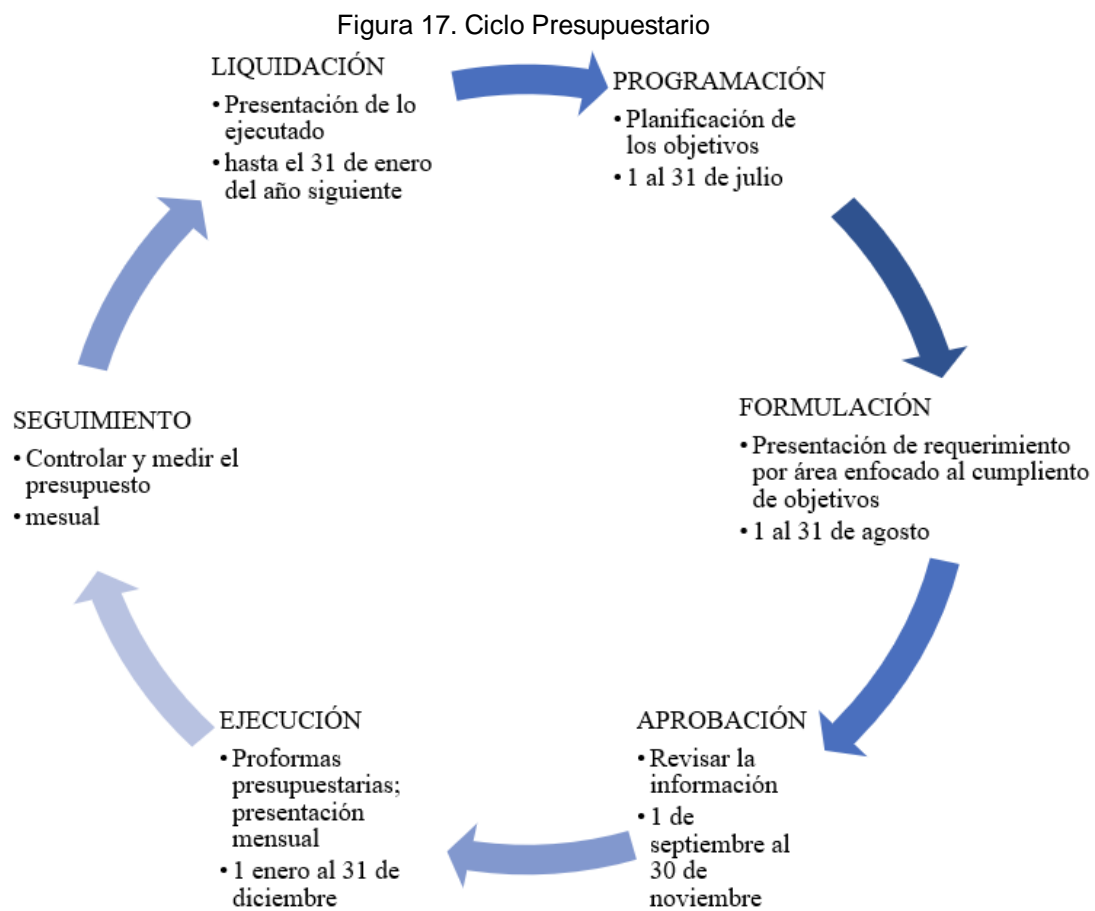 Figura 17. Ciclo Presupuestario
LIQUIDACIÓN
• Presentación de lo
ejecutado
• hasta el 31 de enero
del año siguiente
PROGRAMACIÓN
• Planificación de
los objetivos
• 1 al 31 de julio
FORMULACIÓN
• Presentación de requerimiento
por área enfocado al cumpliento
de objetivos
• 1 al 31 de agosto
APROBACIÓN
• Revisar la
información
• 1 de
septiembre al
30 de
noviembre
EJECUCIÓN
• Proformas
presupuestarias;
presentación
mensual
• 1 enero al 31 de
diciembre
SEGUIMIENTO
• Controlar y medir el
presupuesto
• mesual